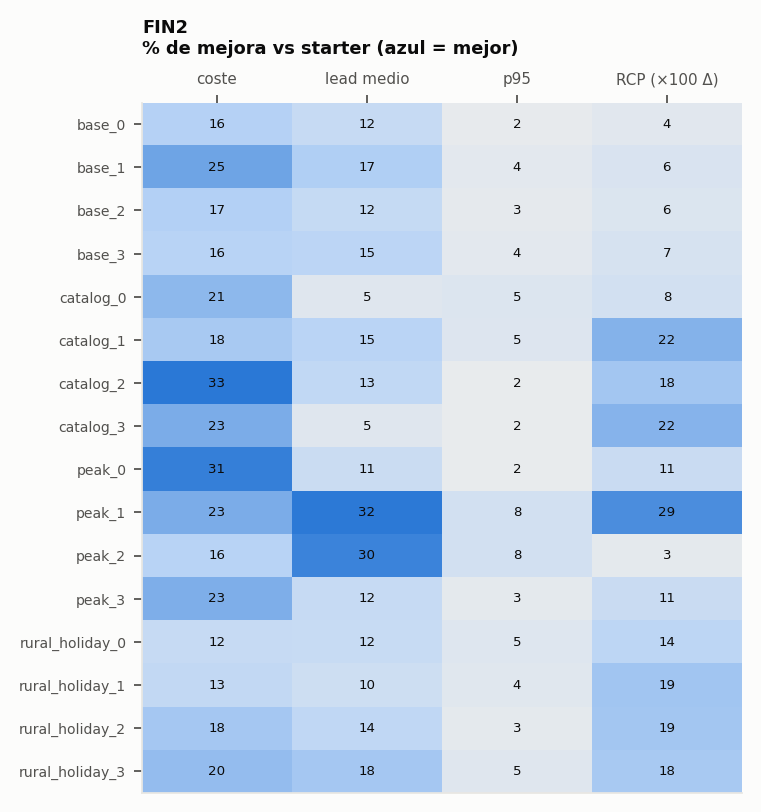 FIN2
% de mejora vs starter (azul = mejor)
coste lead medio p95 RCP (×100 Δ)
base_0 16 12 2 4
base_1 25 17 4 6
base_2 17 12 3 6
base_3 16 15 4 7
catalog_0 21 5 5 8
catalog_1 18 15 5 22
catalog_2 33 13 2 18
catalog_3 23 5 2 22
peak_0 31 11 2 11
peak_1 23 32 8 29
peak_2 16 30 8 3
peak_3 23 12 3 11
rural_holiday_0 12 12 5 14
rural_holiday_1 13 10 4 19
rural_holiday_2 18 14 3 19
rural_holiday_3 20 18 5 18